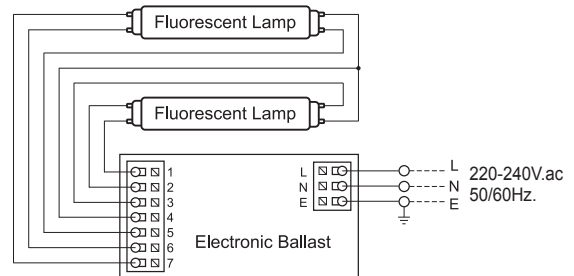 Fluorescent Lamp
Fluorescent Lamp
1
2
3
4
5
6
7
L
N
E
Electronic Ballast
L
N
E
220-240V.ac
50/60Hz.